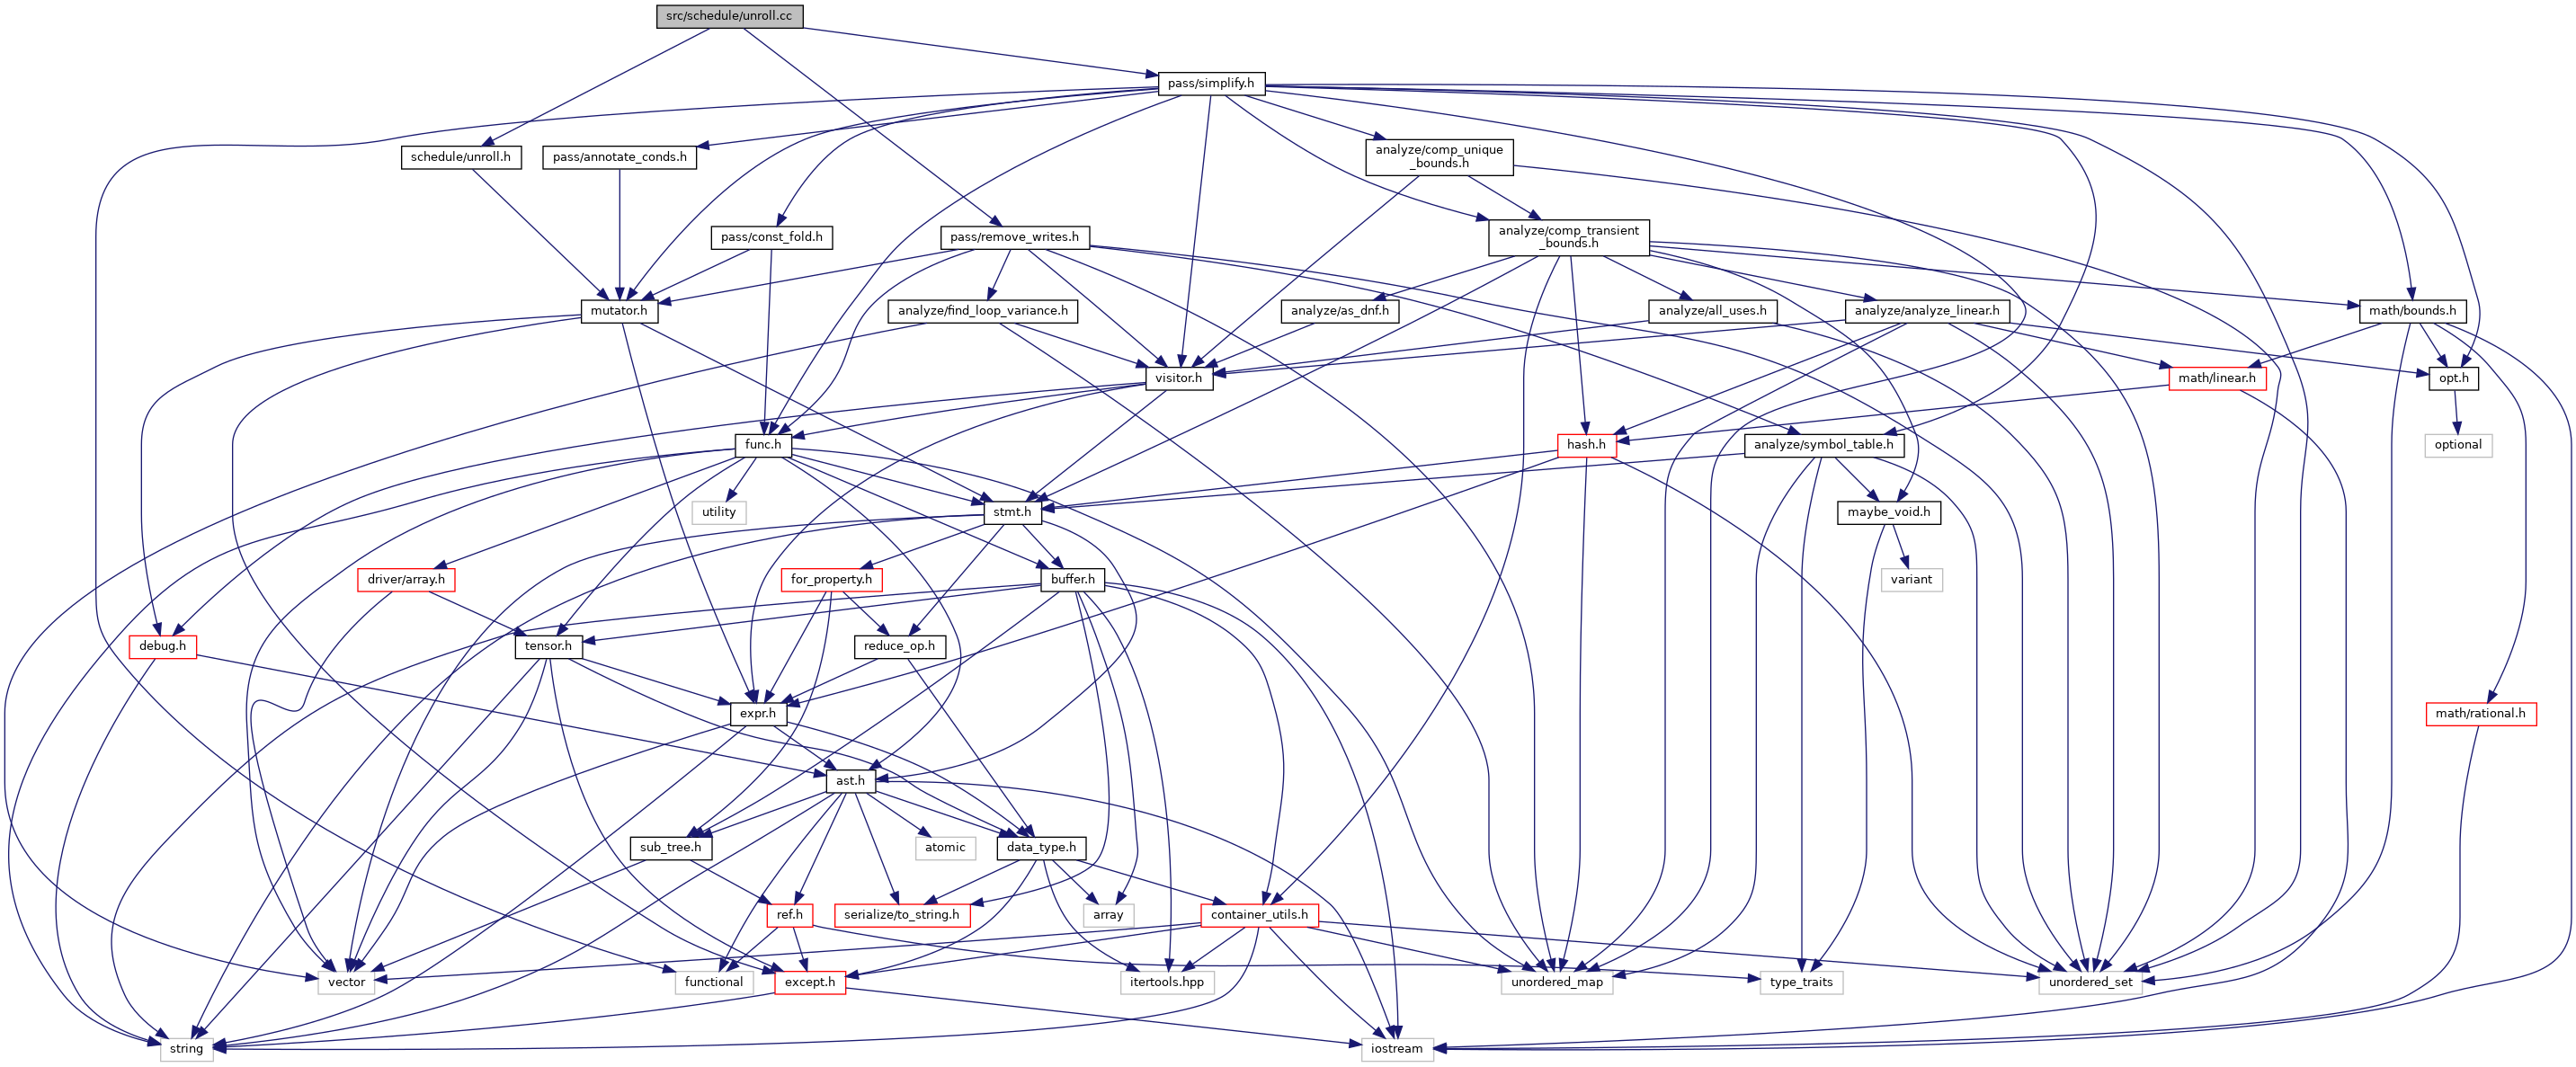 src/schedule/unroll.cc
pass/simplify.h
schedule/unroll.h
pass/annotate_conds.h
analyze/comp_unique
_bounds.h
pass/const_fold.h
pass/remove_writes.h
analyze/comp_transient
_bounds.h
mutator.h
analyze/find_loop_variance.h
analyze/as_dnf.h
analyze/all_uses.h
analyze/analyze_linear.h
math/bounds.h
visitor.h
math/linear.h
opt.h
func.h
hash.h
analyze/symbol_table.h
optional
utility
stmt.h
maybe_void.h
driver/array.h
for_property.h
buffer.h
variant
debug.h
tensor.h
reduce_op.h
expr.h
math/rational.h
ast.h
sub_tree.h
atomic
data_type.h
ref.h
serialize/to_string.h
array
container_utils.h
vector
functional
except.h
itertools.hpp
unordered_map
type_traits
unordered_set
string
iostream